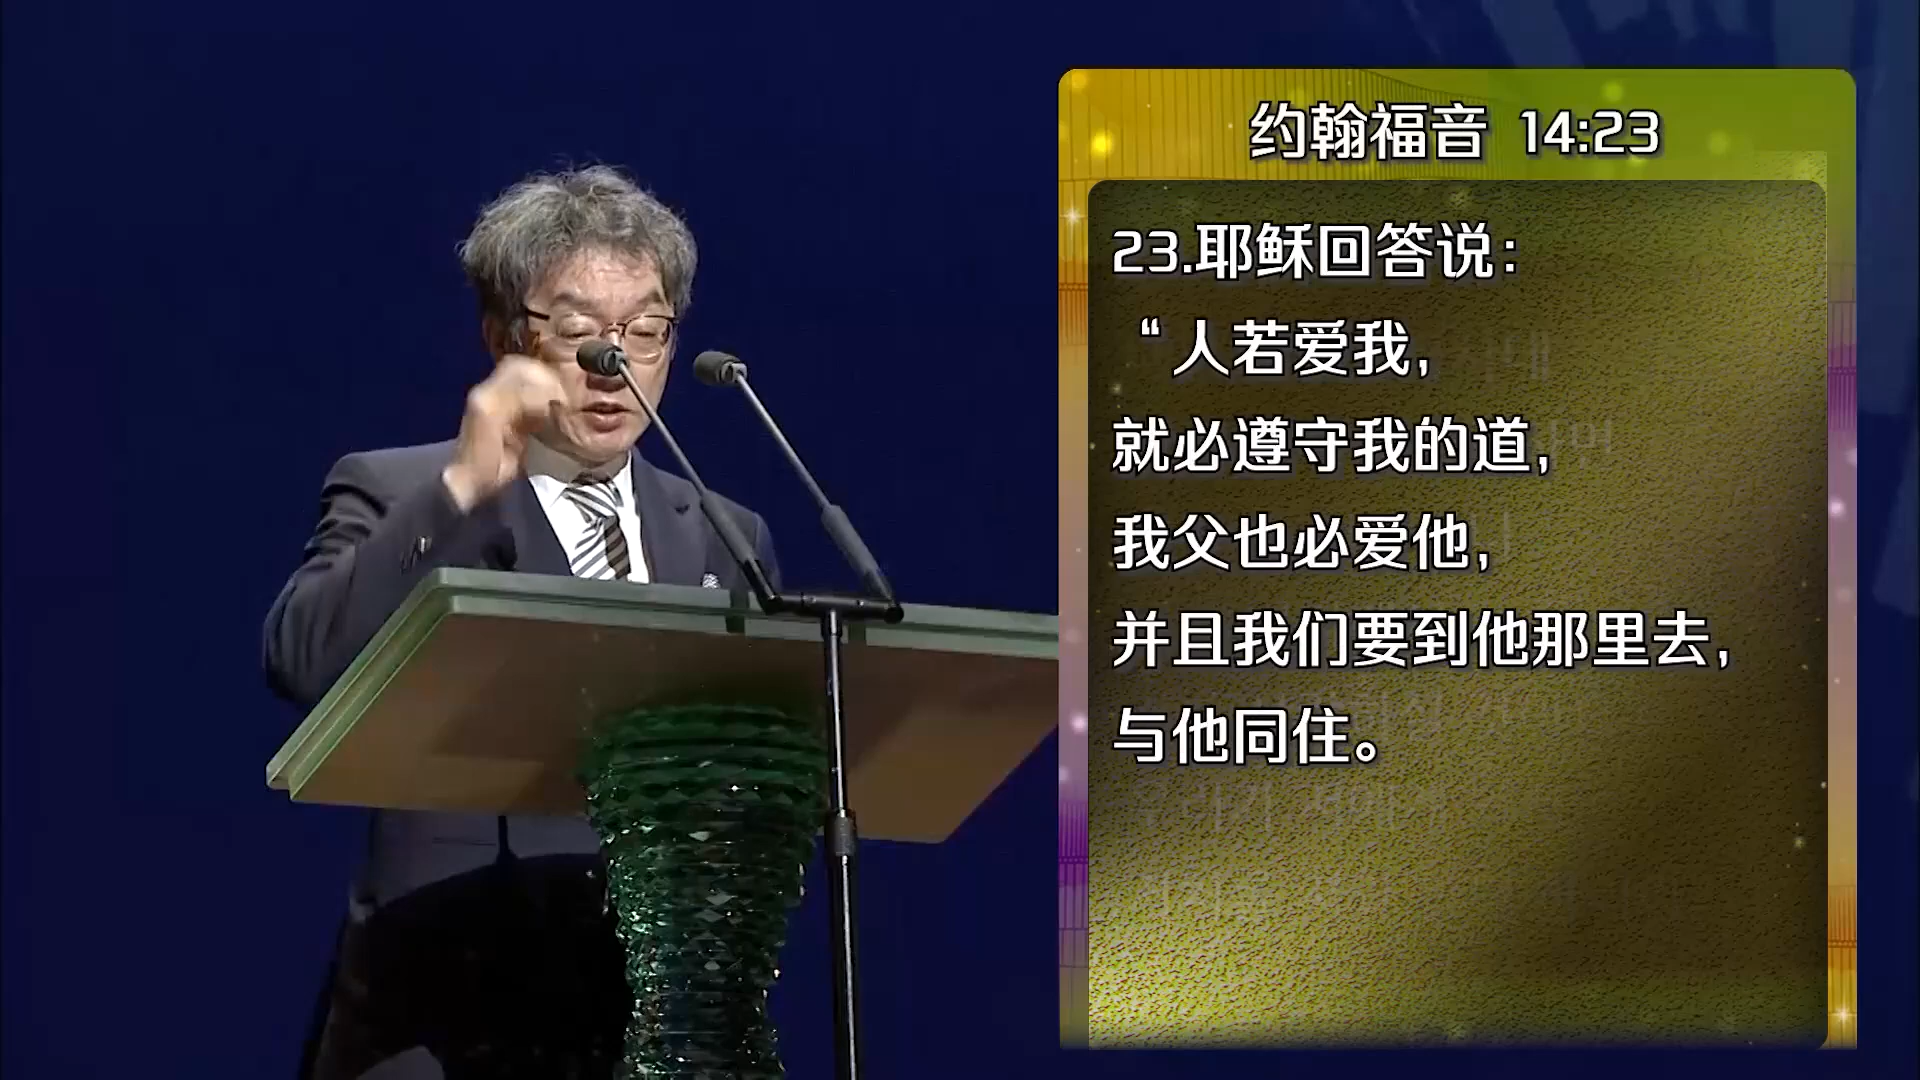 约翰福音 14:23
23.耶稣回答说：
“人若爱我，
就必遵守我的道，
我父也必爱他，
并且我们要到他那里去，
与他同住。